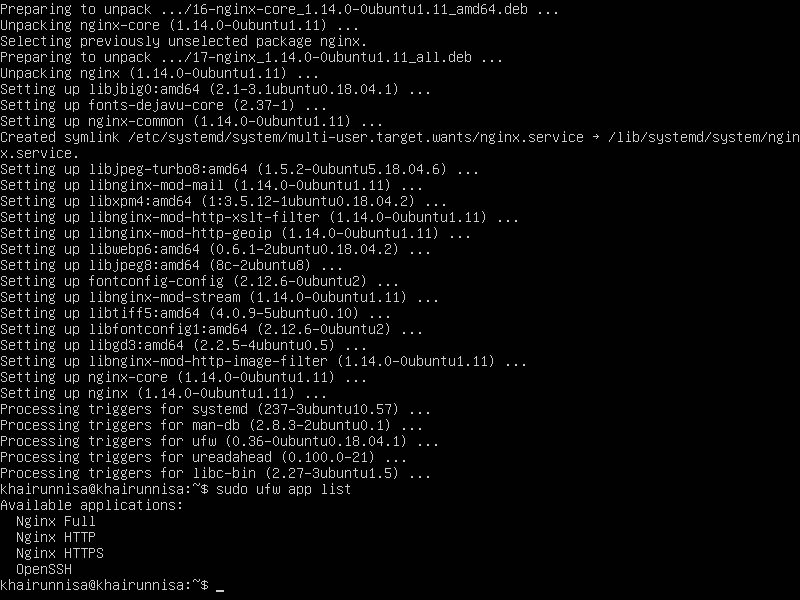 Preparing to unpack .../16-nginx-core_1.14.0-0ubuntu1.11_amd64.deb ...
Unpacking nginx-core (1.14.0-0ubuntu1.11) ...
Selecting previously unselected package nginx.
Preparing to unpack .../17-nginx_1.14.0-0ubuntu1.11_all.deb ...
Unpacking nginx (1.14.0-0ubuntu1.11) ...
Setting up libjbig0:amd64 (2.1-3.1ubuntu0.18.04.1) ...
Setting up fonts-dejavu-core (2.37-1) ...
Setting up nginx-common (1.14.0-0ubuntu1.11) ...
Created symlink /etc/systemd/system/multi-user.target.wants/nginx.service → /lib/systemd/system/ngin
x.service.
Setting up libjpeg-turbo8:amd64 (1.5.2-0ubuntu5.18.04.6) ...
Setting up libnginx-mod-mail (1.14.0-0ubuntu1.11) ...
Setting up libxpm4:amd64 (1:3.5.12-1ubuntu0.18.04.2) ...
Setting up libnginx-mod-http-xslt-filter (1.14.0-0ubuntu1.11) ...
Setting up libnginx-mod-http-geoip (1.14.0-0ubuntu1.11) ...
Setting up libwebp6:amd64 (0.6.1-2ubuntu0.18.04.2) ...
Setting up libjpeg8:amd64 (8c-2ubuntu8) ...
Setting up fontconfig-config (2.12.6-0ubuntu2) ...
Setting up libnginx-mod-stream (1.14.0-0ubuntu1.11) ...
Setting up libtiff5:amd64 (4.0.9-5ubuntu0.10) ...
Setting up libfontconfig1:amd64 (2.12.6-0ubuntu2) ...
Setting up libgd3:amd64 (2.2.5-4ubuntu0.5) ...
Setting up libnginx-mod-http-image-filter (1.14.0-0ubuntu1.11) ...
Setting up nginx-core (1.14.0-0ubuntu1.11) ...
Setting up nginx (1.14.0-0ubuntu1.11) ...
Processing triggers for systemd (237-3ubuntu10.57) ...
Processing triggers for man-db (2.8.3-2ubuntu0.1) ...
Processing triggers for ufw (0.36-0ubuntu0.18.04.1) ...
Processing triggers for ureadahead (0.100.0-21) ...
Processing triggers for libc-bin (2.27-3ubuntu1.5) ...
khairunnisa@khairunnisa:~$ sudo ufw app list
Available applications:
  Nginx Full
  Nginx HTTP
  Nginx HTTPS
  OpenSSH
khairunnisa@khairunnisa:~$ _